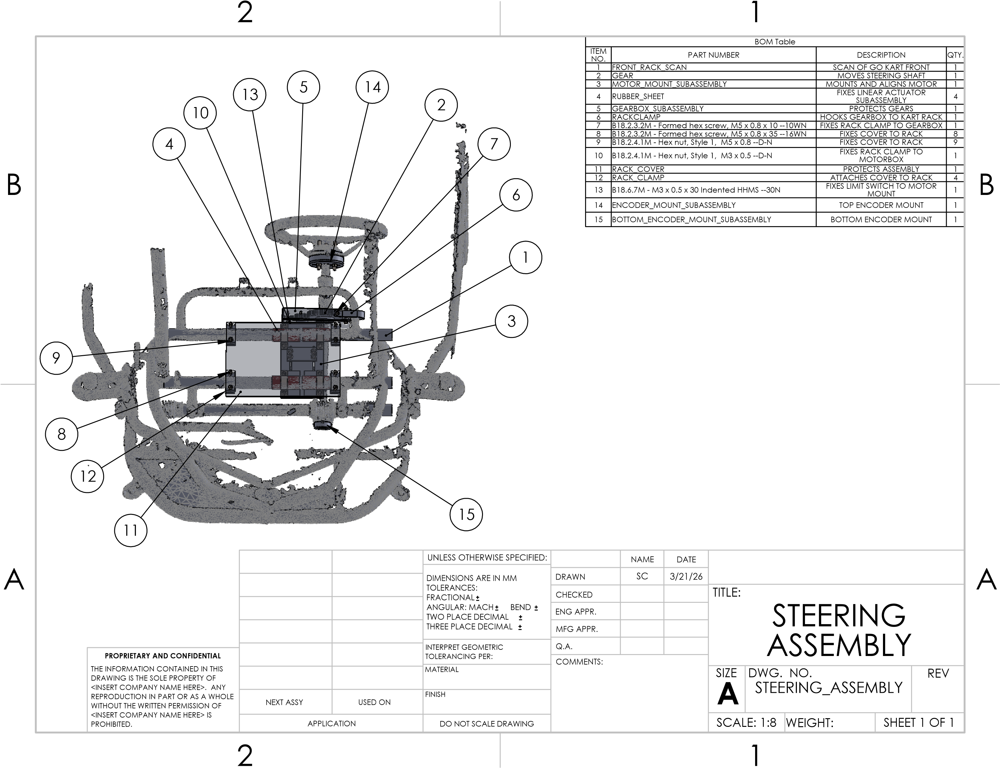 2 1
BOM Table
ITEM NO. PART NUMBER DESCRIPTION QTY.
1 FRONT_RACK_SCAN SCAN OF GO KART FRONT 1
2 GEAR MOVES STEERING SHAFT 1
3 MOTOR_MOUNT_SUBASSEMBLY MOUNTS AND ALIGNS MOTOR 1
4 RUBBER_SHEET FIXES LINEAR ACTUATOR SUBASSEMBLY 4
5 GEARBOX_SUBASSEMBLY PROTECTS GEARS 1
6 RACKCLAMP HOOKS GEARBOX TO KART RACK 1
7 B18.2.3.2M - Formed hex screw, M5 x 0.8 x 10 --10WN FIXES RACK CLAMP TO GEARBOX 1
8 B18.2.3.2M - Formed hex screw, M5 x 0.8 x 35 --16WN FIXES COVER TO RACK 8
9 B18.2.4.1M - Hex nut, Style 1, M5 x 0.8 --D-N FIXES COVER TO RACK 9
10 B18.2.4.1M - Hex nut, Style 1, M3 x 0.5 --D-N FIXES RACK CLAMP TO MOTORBOX 1
11 RACK_COVER PROTECTS ASSEMBLY 1
12 RACK_CLAMP ATTACHES COVER TO RACK 4
13 B18.6.7M - M3 x 0.5 x 30 Indented HHMS --30N FIXES LIMIT SWITCH TO MOTOR MOUNT 1
14 ENCODER_MOUNT_SUBASSEMBLY TOP ENCODER MOUNT 1
15 BOTTOM_ENCODER_MOUNT_SUBASSEMBLY BOTTOM ENCODER MOUNT 1
13
5
14
2
10
4
7
6
1
3
9
8
12
11
15
B B
A A
PROPRIETARY AND CONFIDENTIAL
THE INFORMATION CONTAINED IN THIS
DRAWING IS THE SOLE PROPERTY OF
<INSERT COMPANY NAME HERE>. ANY
REPRODUCTION IN PART OR AS A WHOLE
WITHOUT THE WRITTEN PERMISSION OF
<INSERT COMPANY NAME HERE> IS
PROHIBITED.
NEXT ASSY USED ON
APPLICATION
UNLESS OTHERWISE SPECIFIED:
DIMENSIONS ARE IN MM
TOLERANCES:
FRACTIONAL ±
ANGULAR: MACH ± BEND ±
TWO PLACE DECIMAL ±
THREE PLACE DECIMAL ±
INTERPRET GEOMETRIC
TOLERANCING PER:
MATERIAL
FINISH
DO NOT SCALE DRAWING
NAME DATE
DRAWN SC 3/21/26
CHECKED
ENG APPR.
MFG APPR.
Q.A.
COMMENTS:
TITLE:
STEERING
ASSEMBLY
SIZE DWG. NO. REV
A STEERING_ASSEMBLY
SCALE: 1:8 WEIGHT: SHEET 1 OF 1
2 1